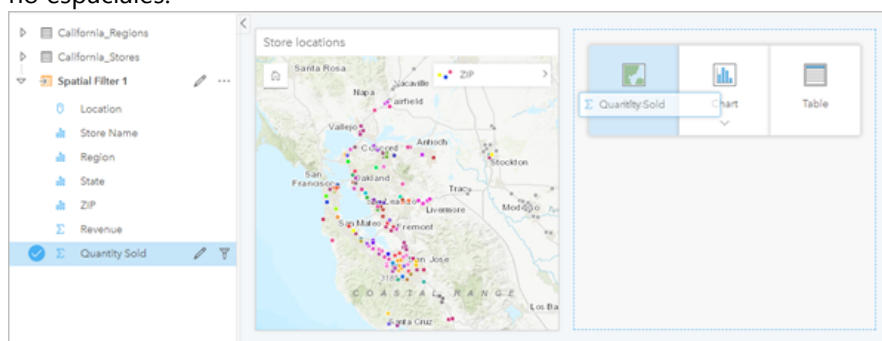 no espaciales.
California_Regions
California_Stores
Spatial Filter 1
Location
Store Name
Region
State
ZIP
Revenue
Quantity Sold
Store locations
ZIP
Santa Rosa
Vacaville
Napa
Fairfield
Vallejo
Concord
Antioch
Stockton
San Francisco
Oakland
San Leandro
Tracy
Livermore
Modesto
San Mateo
Fremont
San Jose
COASTAL RANGE
Los Ba
Santa Cruz
Quantity Sold
Chart
Table